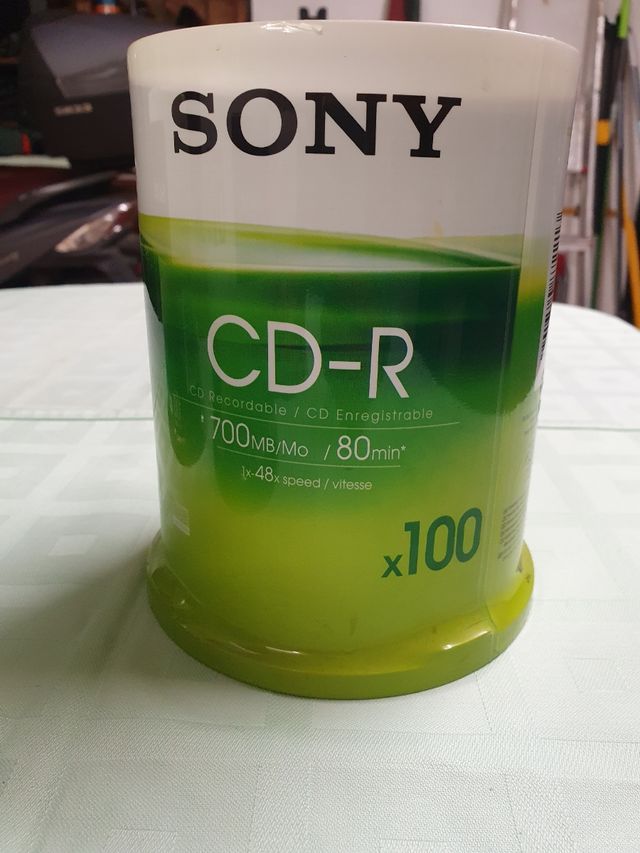 SONY
CD-R
CD Recordable / CD Enregistrable
*700MB/Mo / 80min*
1x-48x speed / vitesse
x100